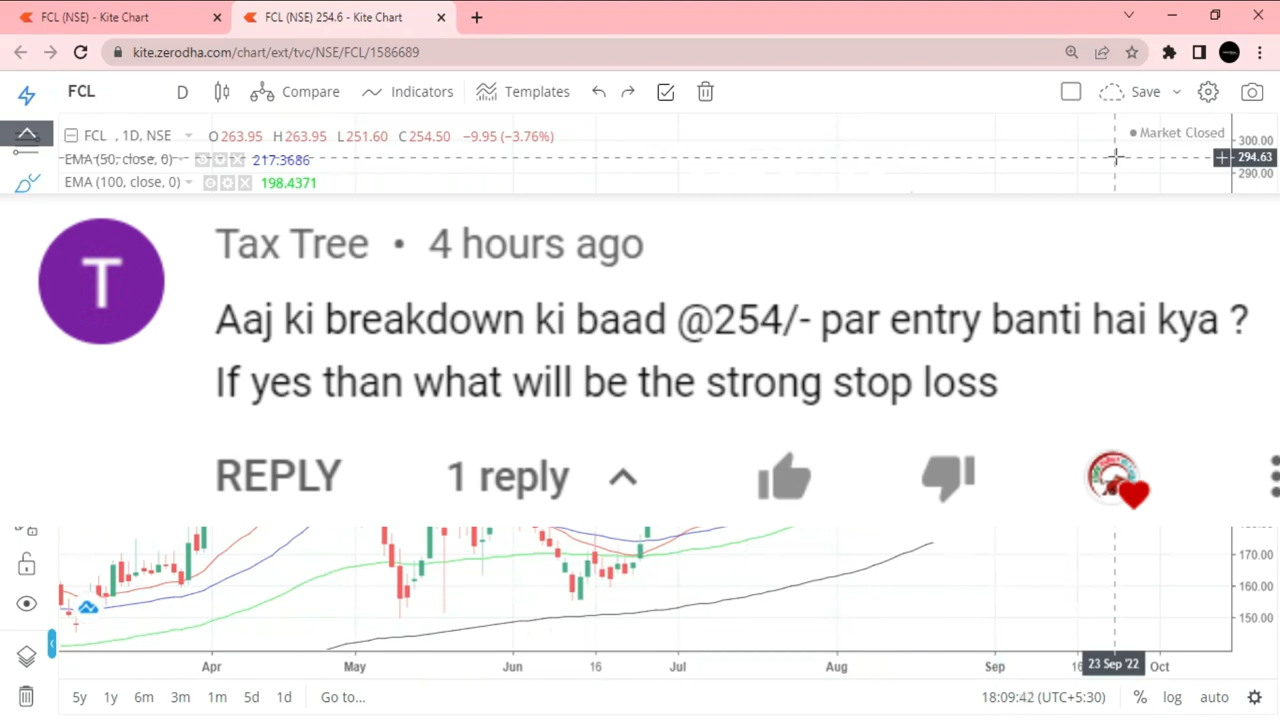 FCL (NSE) - Kite Chart
FCL (NSE) 254.6 - Kite Chart
kite.zerodha.com/chart/ext/tvc/NSE/FCL/1586689
FCL D Compare Indicators Templates Save
FCL , 1D, NSE O263.95 H263.95 L251.60 C254.50 −9.95 (−3.76%)
Market Closed
300.00
EMA (50, close, 0) 217.3686
294.63
290.00
EMA (100, close, 0) 198.4371
T
Tax Tree • 4 hours ago
Aaj ki breakdown ki baad @254/- par entry banti hai kya ?
If yes than what will be the strong stop loss
REPLY 1 reply
170.00
160.00
150.00
Apr May Jun 16 Jul Aug Sep 23 Sep '22 Oct
5y 1y 6m 3m 1m 5d 1d Go to... 18:09:42 (UTC+5:30) % log auto